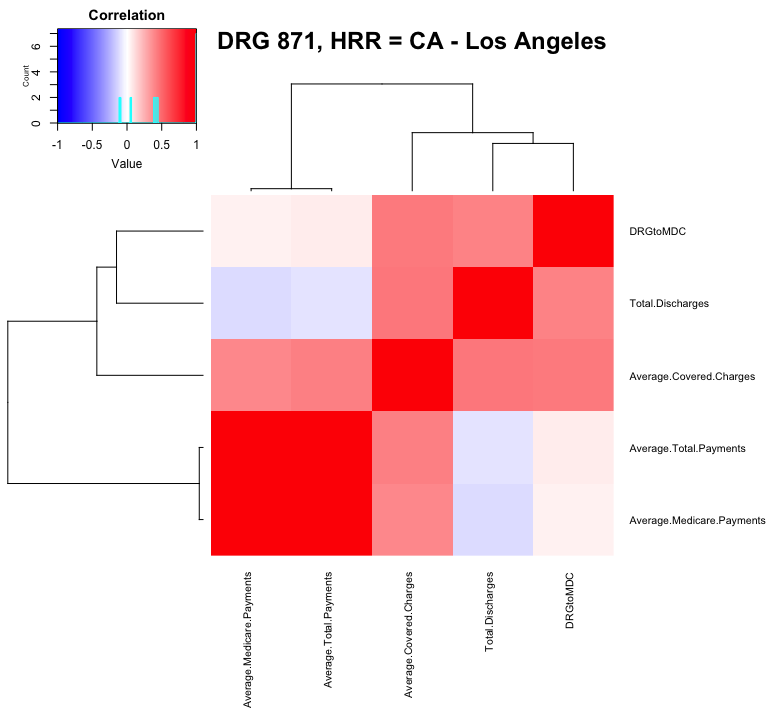 Correlation
DRG 871, HRR = CA - Los Angeles
Count
0 2 4 6
-1 -0.5 0 0.5 1
Value
DRGtoMDC
Total.Discharges
Average.Covered.Charges
Average.Total.Payments
Average.Medicare.Payments
Average.Medicare.Payments
Average.Total.Payments
Average.Covered.Charges
Total.Discharges
DRGtoMDC